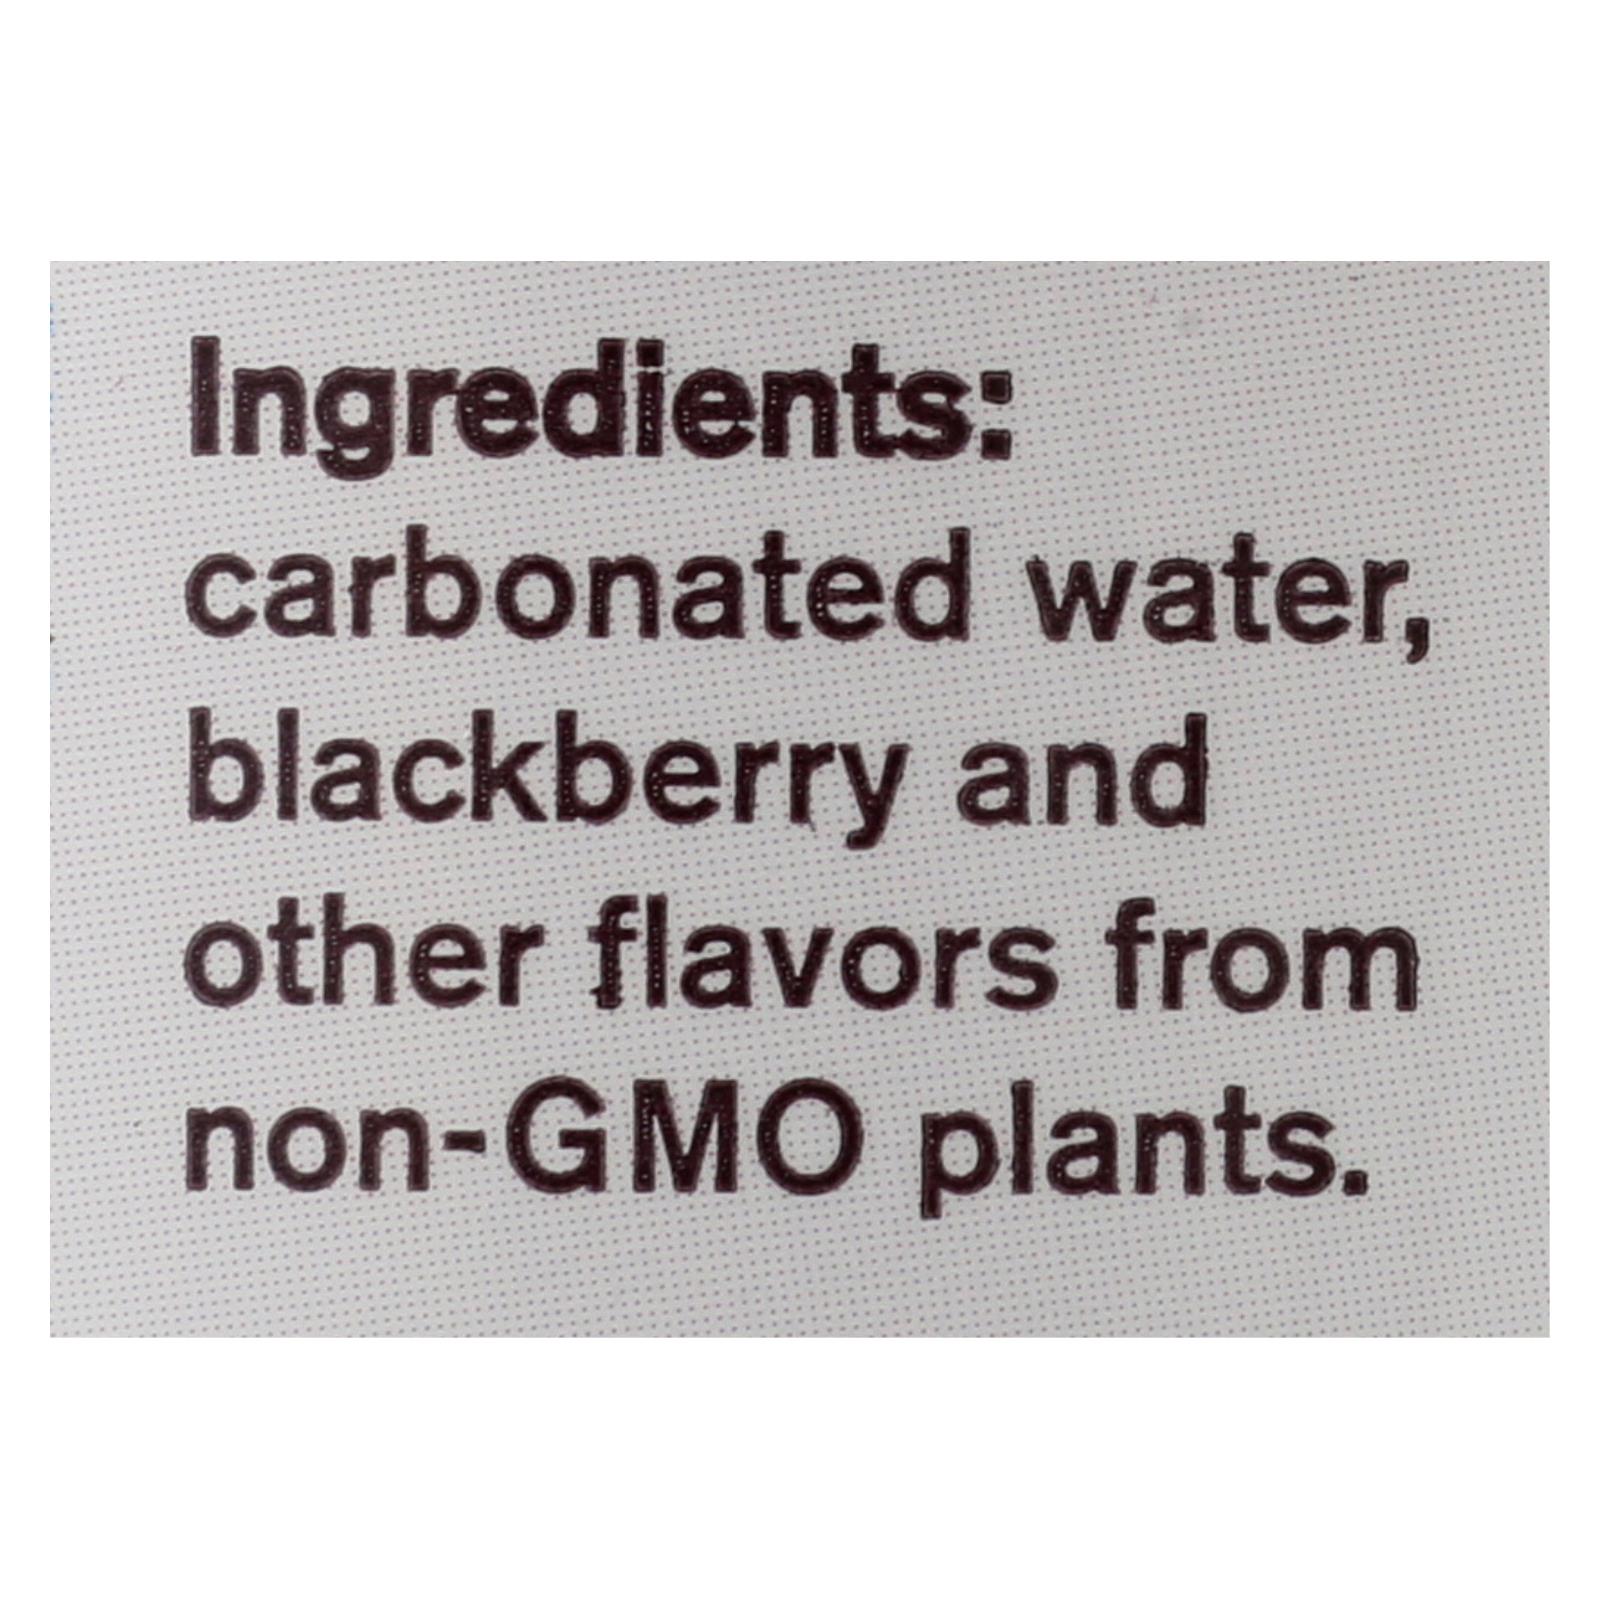 Ingredients:
carbonated water,
blackberry and
other flavors from
non-GMO plants.